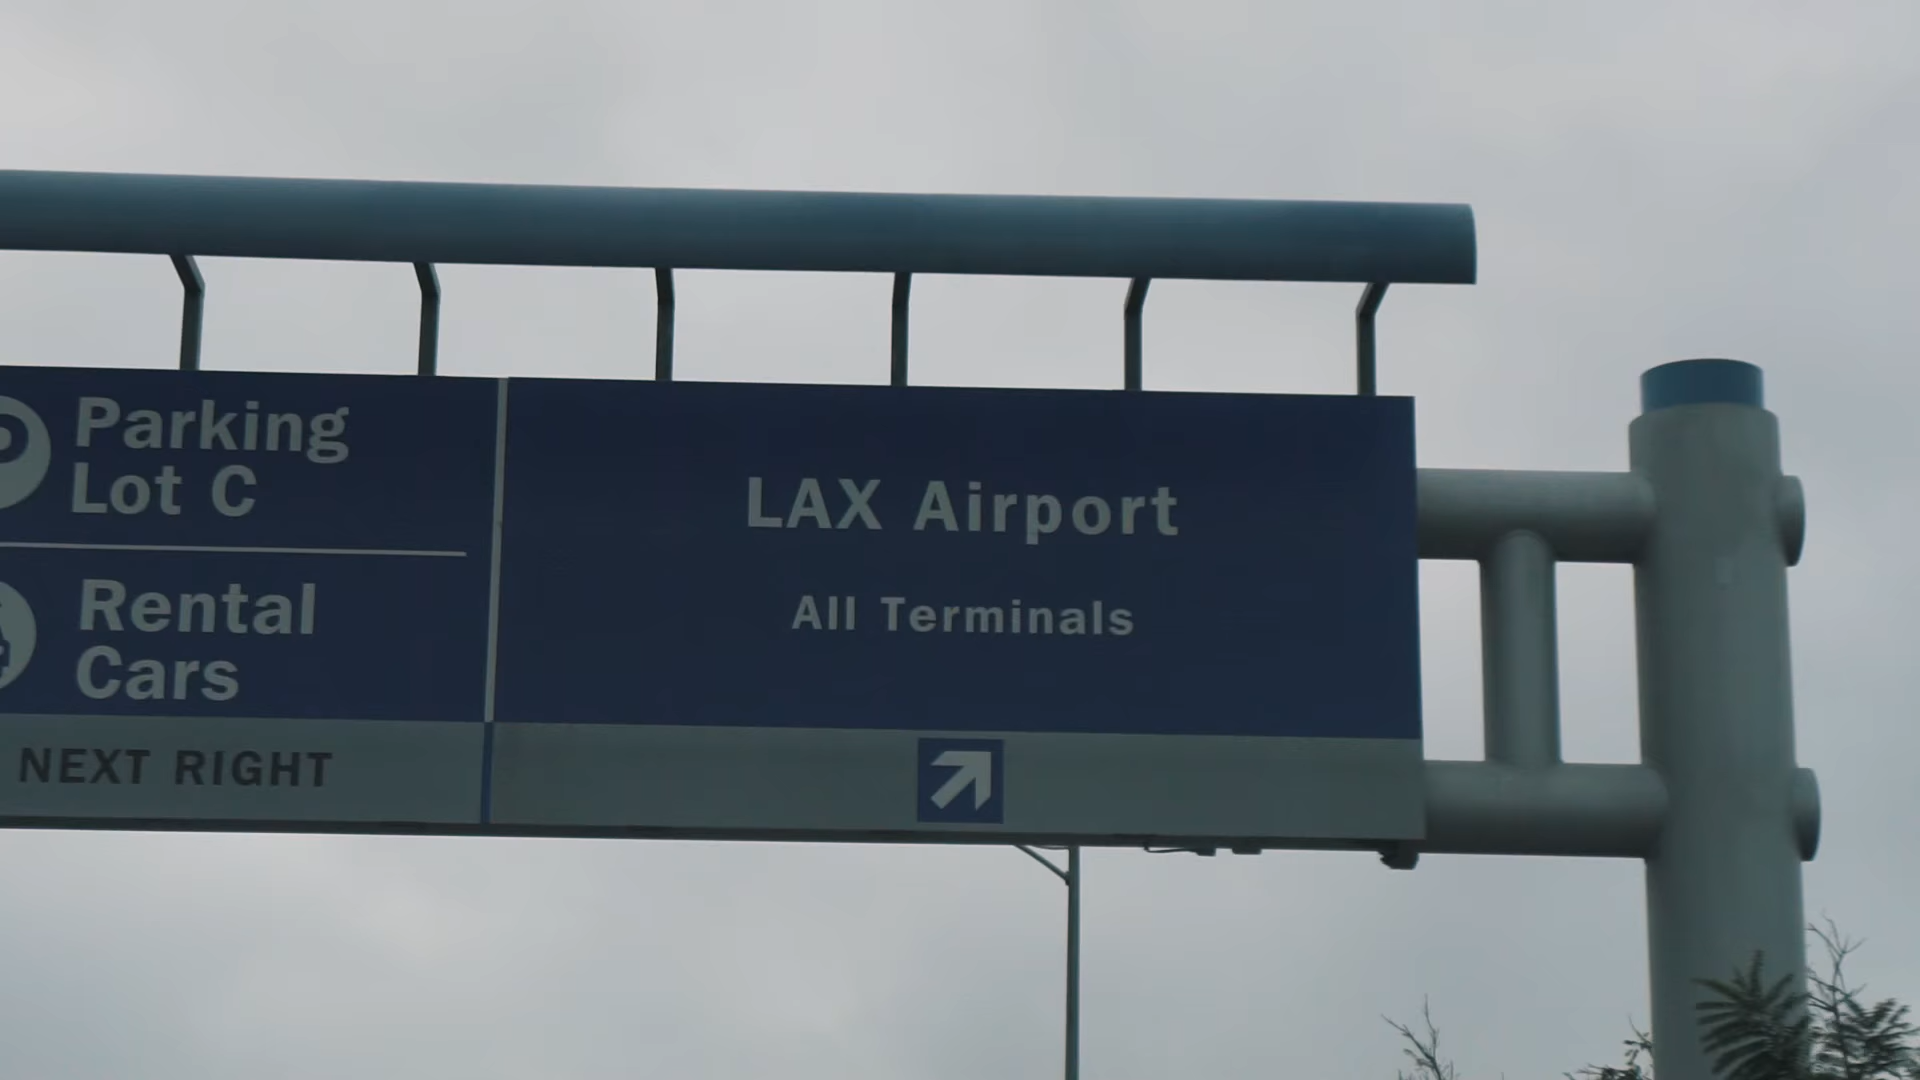 Parking
Lot C
Rental
Cars
NEXT RIGHT
LAX Airport
All Terminals